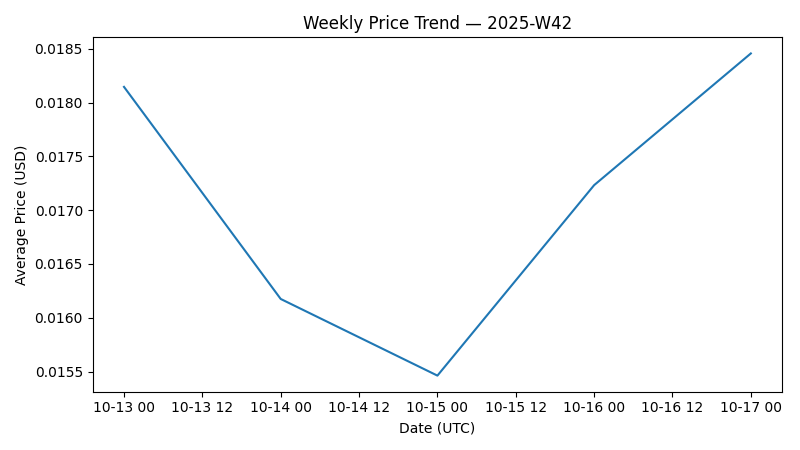 Weekly Price Trend — 2025-W42
Average Price (USD)
0.0185
0.0180
0.0175
0.0170
0.0165
0.0160
0.0155
10-13 00 10-13 12 10-14 00 10-14 12 10-15 00 10-15 12 10-16 00 10-16 12 10-17 00
Date (UTC)